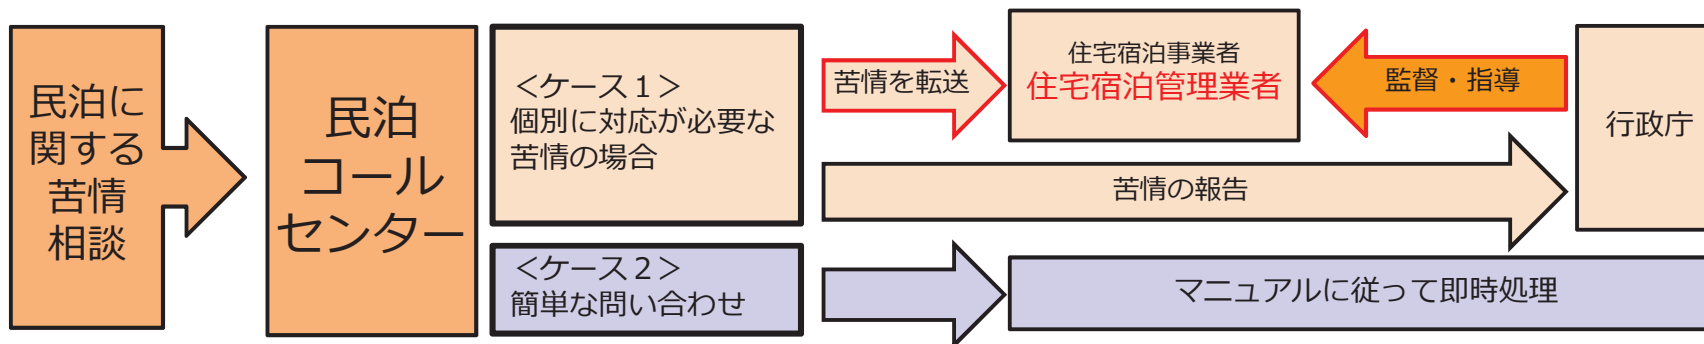 民泊に
関する
苦情
相談
民泊
コール
センター
＜ケース１＞
個別に対応が必要な
苦情の場合
＜ケース２＞
簡単な問い合わせ
苦情を転送
住宅宿泊事業者
住宅宿泊管理業者
監督・指導
行政庁
苦情の報告
マニュアルに従って即時処理